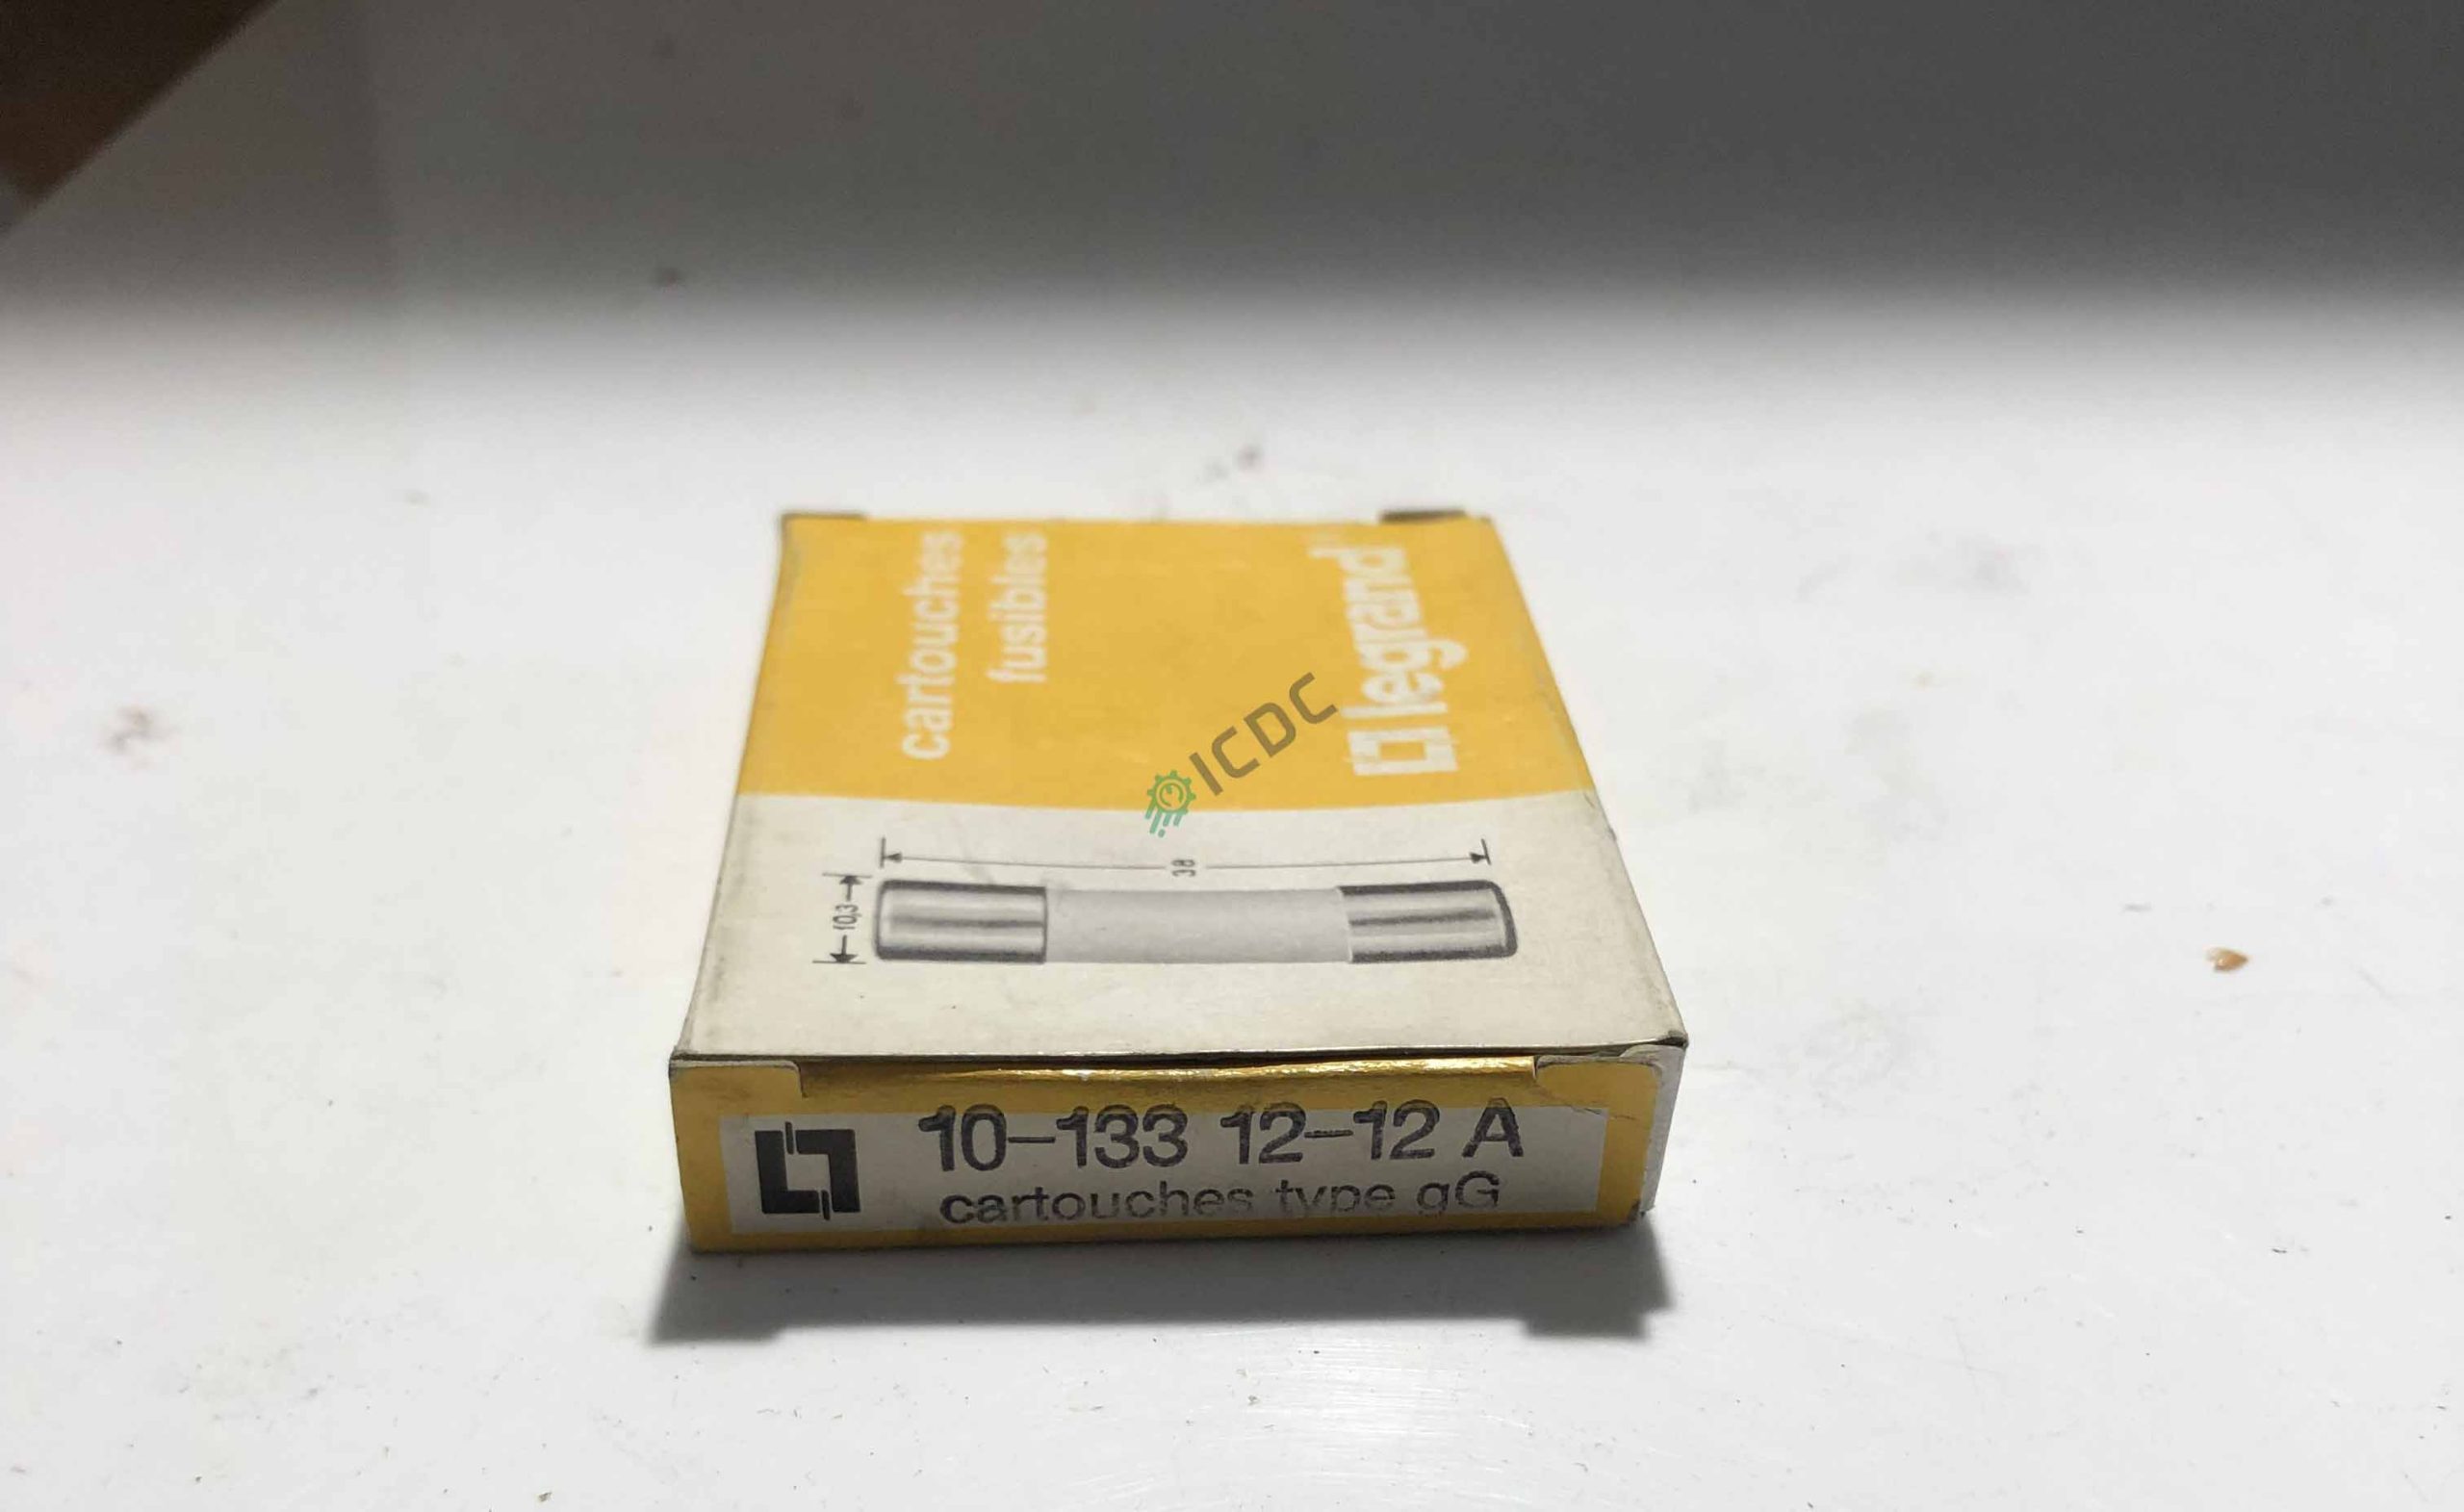 cartouches
fusibles
legrand
ICDC
38
10,3
10-133 12-12 A
cartouches type gG